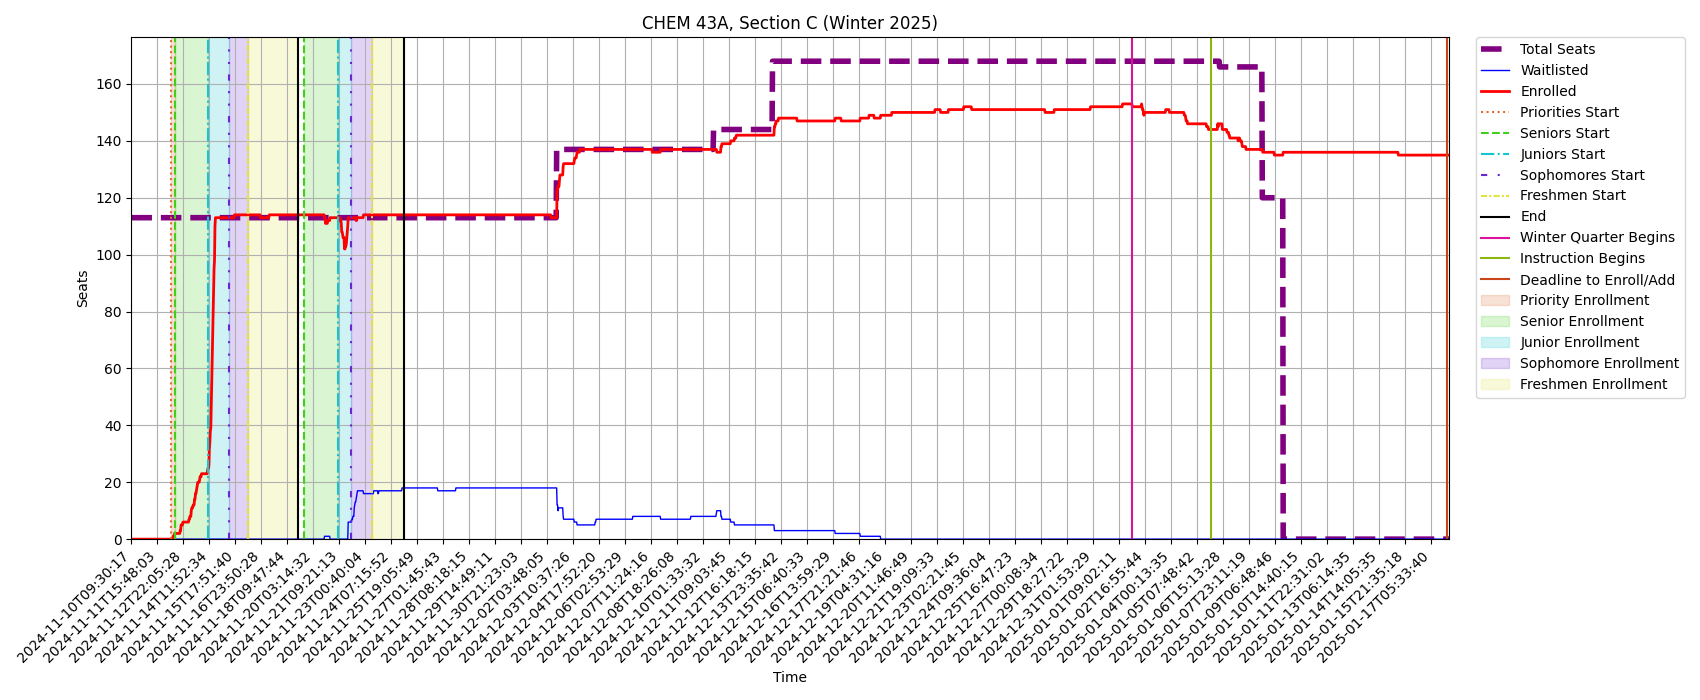 CHEM 43A, Section C (Winter 2025)
Seats
160
140
120
100
80
60
40
20
0
2024-11-10T09:30:17
2024-11-11T15:48:03
2024-11-12T22:05:28
2024-11-14T11:52:34
2024-11-15T17:51:40
2024-11-16T23:50:28
2024-11-18T09:47:44
2024-11-20T03:14:32
2024-11-21T09:21:13
2024-11-23T00:40:04
2024-11-24T07:15:52
2024-11-25T19:05:49
2024-11-27T01:45:43
2024-11-28T08:18:15
2024-11-29T14:49:11
2024-11-30T21:23:03
2024-12-02T03:48:05
2024-12-03T10:37:26
2024-12-04T17:52:20
2024-12-06T02:53:29
2024-12-07T11:24:16
2024-12-08T18:26:08
2024-12-10T01:33:32
2024-12-11T09:03:45
2024-12-12T16:18:15
2024-12-13T23:35:42
2024-12-15T06:40:33
2024-12-16T13:59:29
2024-12-17T21:21:46
2024-12-19T04:31:16
2024-12-20T11:46:49
2024-12-21T19:09:33
2024-12-23T02:21:45
2024-12-24T09:36:04
2024-12-25T16:47:23
2024-12-27T00:08:34
2024-12-29T18:27:22
2024-12-31T01:53:29
2025-01-01T09:02:11
2025-01-02T16:55:44
2025-01-04T00:13:35
2025-01-05T07:48:42
2025-01-06T15:13:28
2025-01-07T23:11:19
2025-01-09T06:48:46
2025-01-10T14:40:15
2025-01-11T22:31:02
2025-01-13T06:14:35
2025-01-14T14:05:35
2025-01-15T21:35:18
2025-01-17T05:33:40
Time
Total Seats
Waitlisted
Enrolled
Priorities Start
Seniors Start
Juniors Start
Sophomores Start
Freshmen Start
End
Winter Quarter Begins
Instruction Begins
Deadline to Enroll/Add
Priority Enrollment
Senior Enrollment
Junior Enrollment
Sophomore Enrollment
Freshmen Enrollment